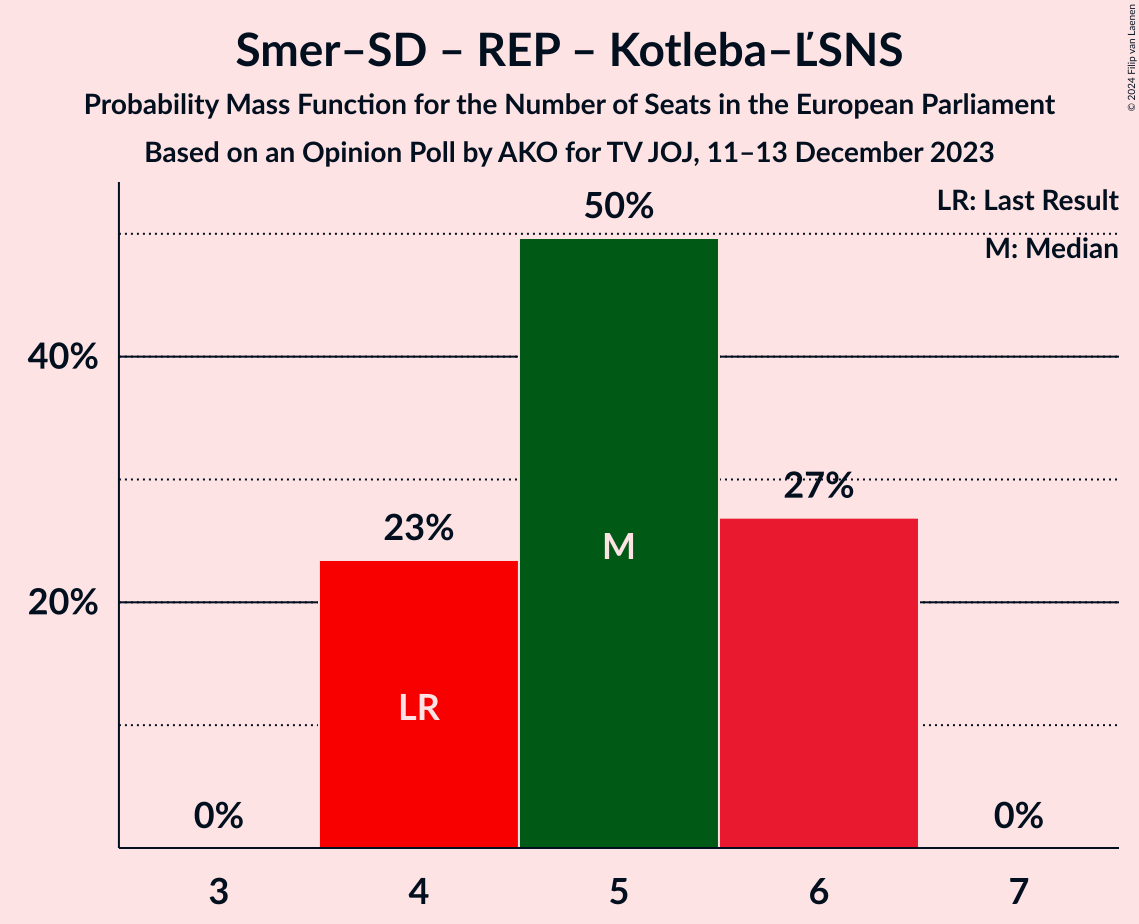 Smer–SD – REP – Kotleba–ĽSNS
Probability Mass Function for the Number of Seats in the European Parliament
Based on an Opinion Poll by AKO for TV JOJ, 11–13 December 2023
© 2024 Filip van Laenen
LR: Last Result
M: Median
50%
40%
27%
23%
M
20%
LR
0%
0%
3
4
5
6
7